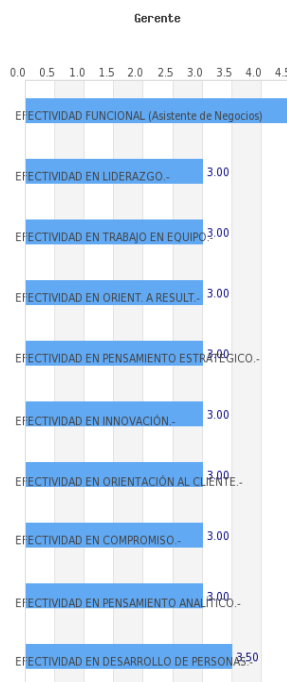 Gerente
0.0 0.5 1.0 1.5 2.0 2.5 3.0 3.5 4.0 4.5
EFECTIVIDAD FUNCIONAL (Asistente de Negocios)
EFECTIVIDAD EN LIDERAZGO.- 3.00
EFECTIVIDAD EN TRABAJO EN EQUIPO.- 3.00
EFECTIVIDAD EN ORIENT. A RESULT.- 3.00
EFECTIVIDAD EN PENSAMIENTO ESTRATEGICO.- 3.00
EFECTIVIDAD EN INNOVACIÓN.- 3.00
EFECTIVIDAD EN ORIENTACIÓN AL CLIENTE.- 3.00
EFECTIVIDAD EN COMPROMISO.- 3.00
EFECTIVIDAD EN PENSAMIENTO ANALITICO.- 3.00
EFECTIVIDAD EN DESARROLLO DE PERSONAS.- 3.50